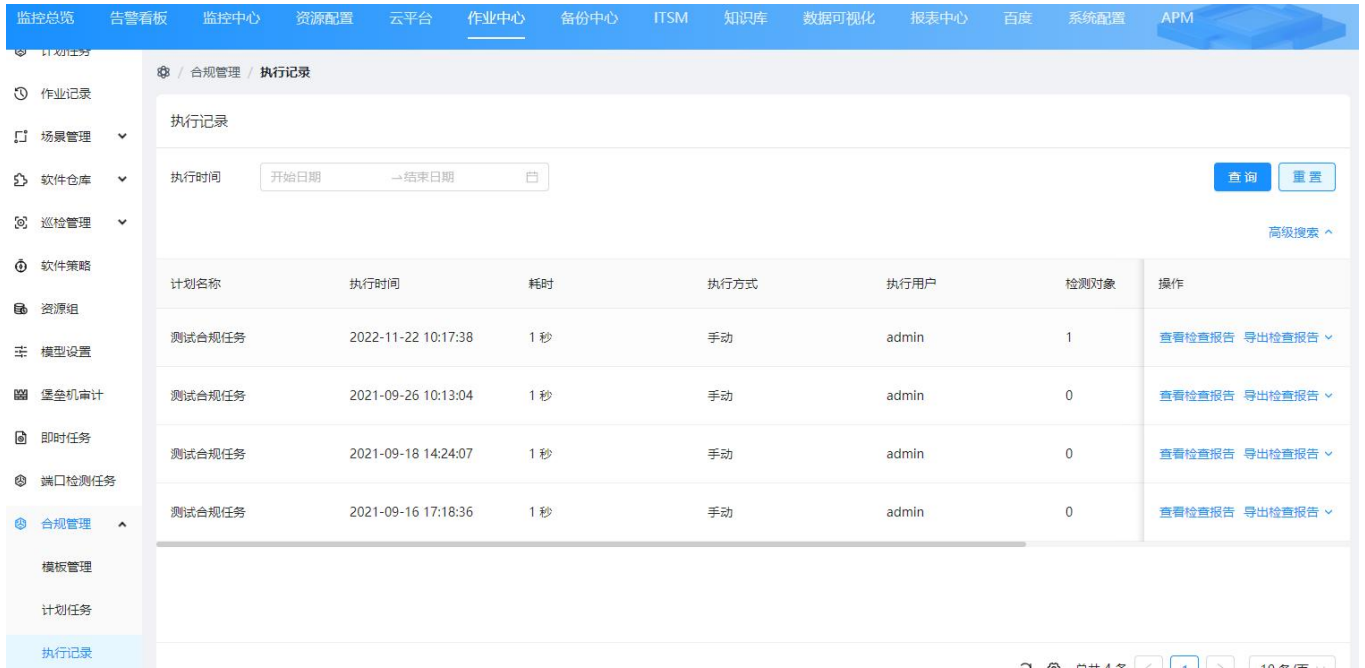 监控总览 告警看板 监控中心 资源配置 云平台 作业中心 备份中心 ITSM 知识库 数据可视化 报表中心 百度 系统配置 APM
计划任务
作业记录
场景管理
软件仓库
巡检管理
软件策略
资源组
模型设置
堡垒机审计
即时任务
端口检测任务
合规管理
模板管理
计划任务
执行记录
/ 合规管理 / 执行记录
执行记录
执行时间 开始日期 →结束日期 查询 重置
高级搜索
计划名称 执行时间 耗时 执行方式 执行用户 检测对象 操作
测试合规任务 2022-11-22 10:17:38 1 秒 手动 admin 1 查看检查报告 导出检查报告
测试合规任务 2021-09-26 10:13:04 1 秒 手动 admin 0 查看检查报告 导出检查报告
测试合规任务 2021-09-18 14:24:07 1 秒 手动 admin 0 查看检查报告 导出检查报告
测试合规任务 2021-09-16 17:18:36 1 秒 手动 admin 0 查看检查报告 导出检查报告
总共 4 条 < 1 > 10 条/页